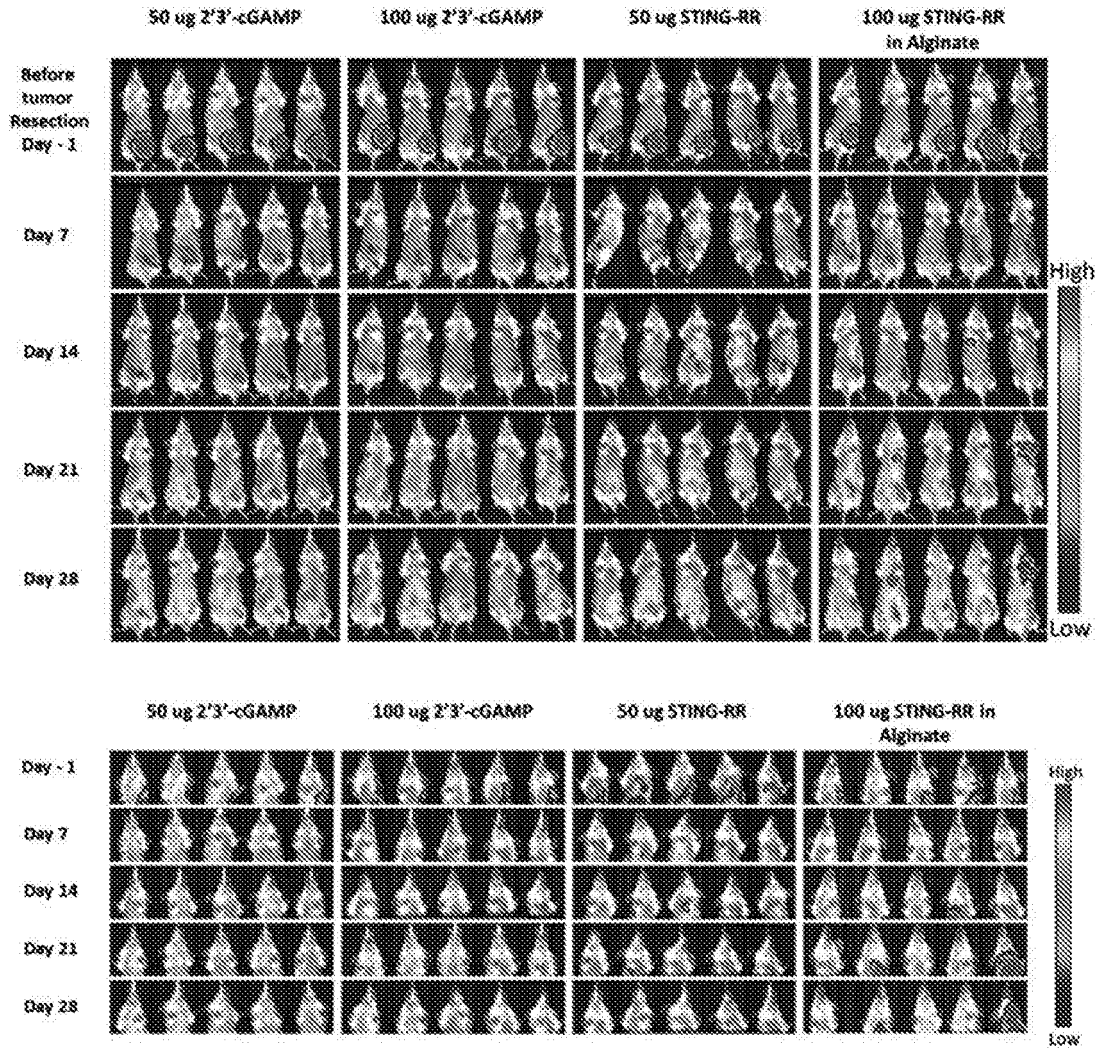 50 ug 2'3'-cGAMP
100 ug 2'3'-cGAMP
50 ug STING-RR
100 ug STING-RR
in Alginate
Before
tumor
Resection
Day - 1
Day 7
Day 14
Day 21
Day 28
High
Low
50 ug 2'3'-cGAMP
100 ug 2'3'-cGAMP
50 ug STING-RR
100 ug STING-RR in
Alginate
Day - 1
Day 7
Day 14
Day 21
Day 28
High
Low